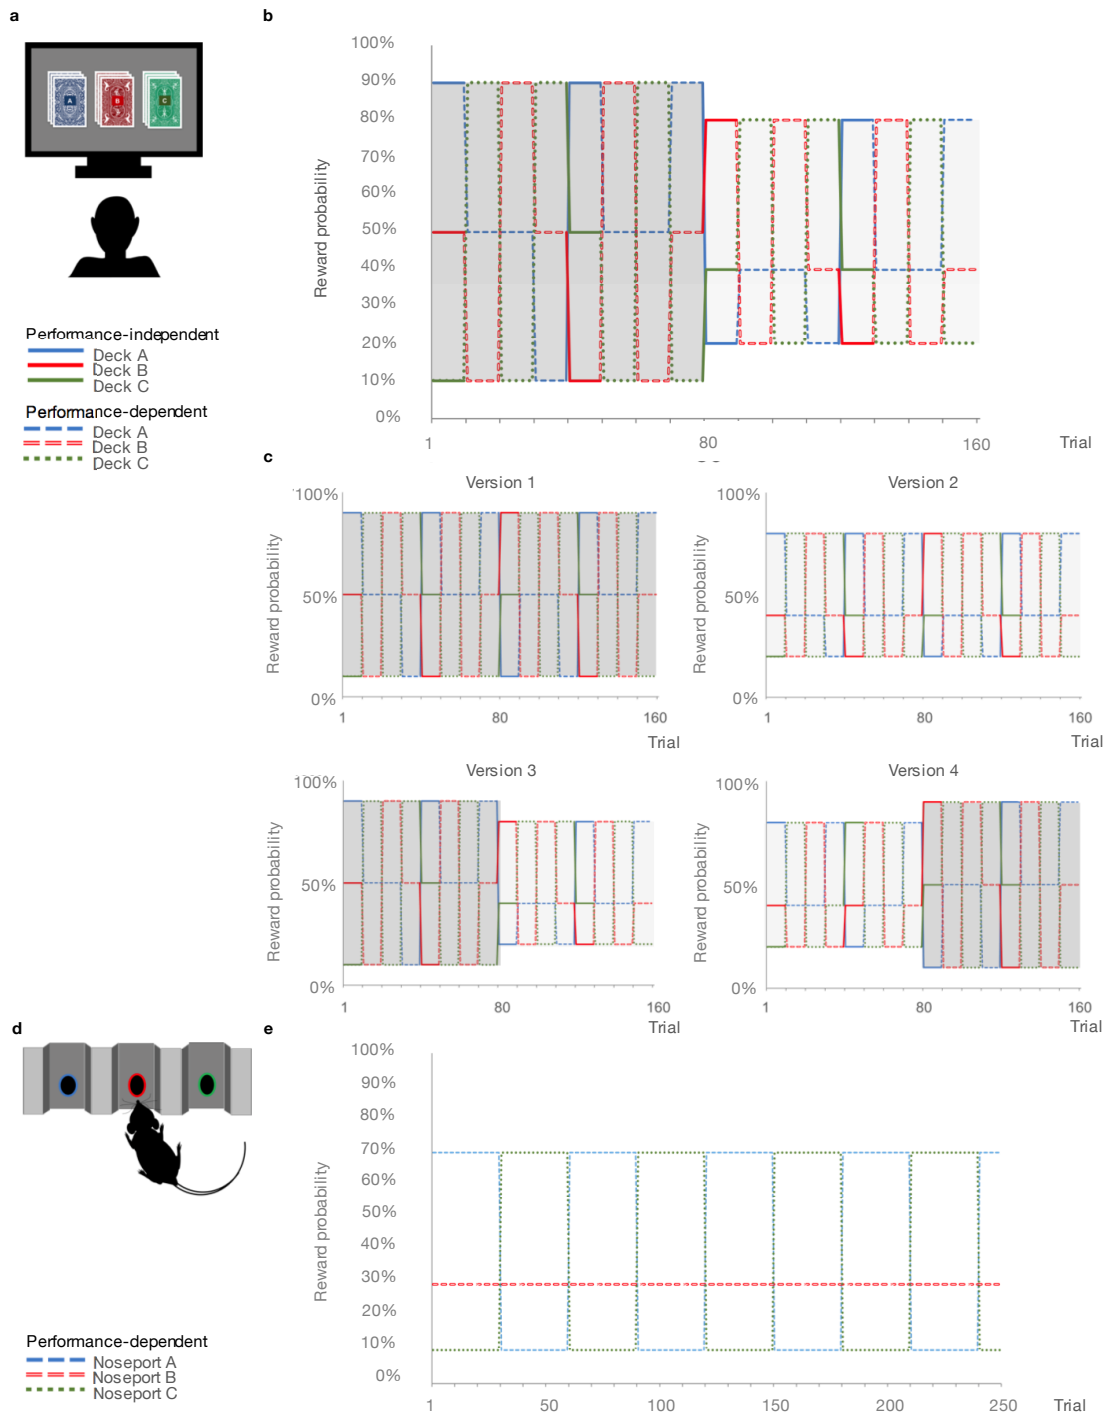 a
A
B
C
Performance-independent
Deck A
Deck B
Deck C
Performance-dependent
Deck A
Deck B
Deck C
b
Reward probability
100%
90%
80%
70%
60%
50%
40%
30%
20%
10%
0%
1
80
160
Trial
c
Version 1
Reward probability
100%
50%
0%
1
80
160
Trial
Version 2
Reward probability
100%
50%
0%
1
80
160
Trial
Version 3
Reward probability
100%
50%
0%
1
80
160
Trial
Version 4
Reward probability
100%
50%
0%
1
80
160
Trial
d
Performance-dependent
Noseport A
Noseport B
Noseport C
e
Reward probability
100%
90%
80%
70%
60%
50%
40%
30%
20%
10%
0%
1
50
100
150
200
250
Trial